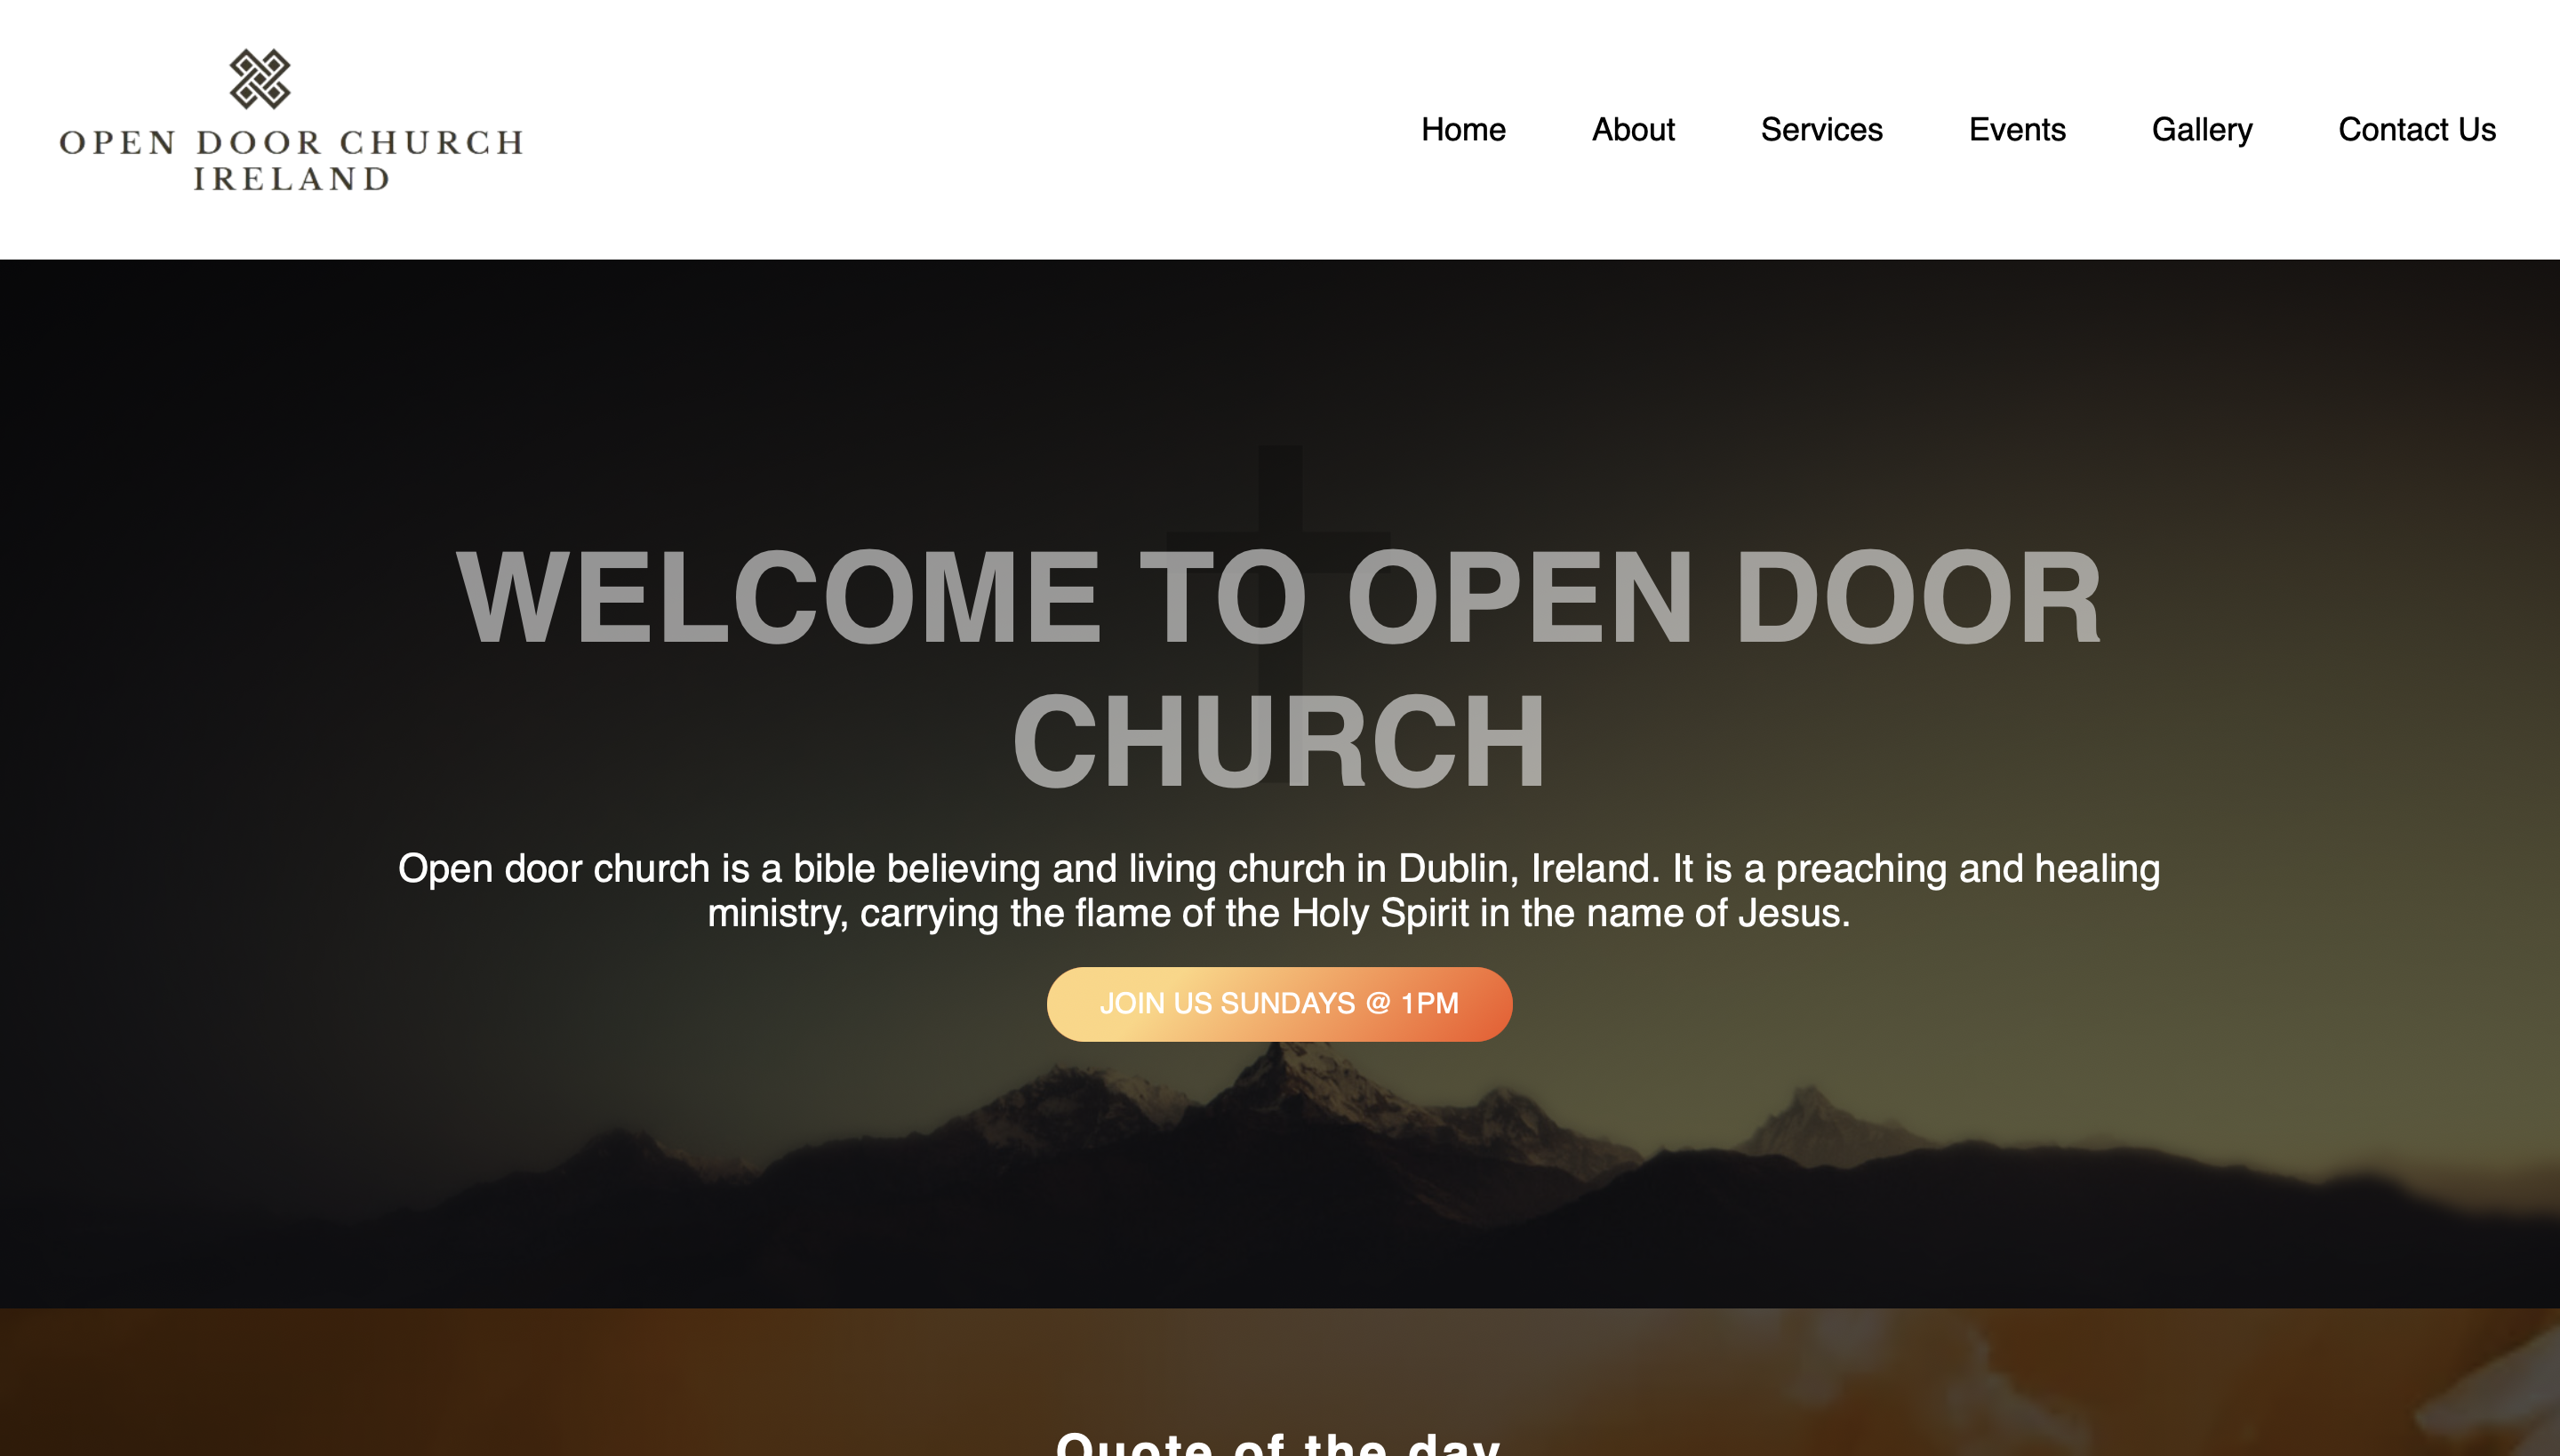 OPEN DOOR CHURCH
IRELAND
Home About Services Events Gallery Contact Us
WELCOME TO OPEN DOOR
CHURCH
Open door church is a bible believing and living church in Dublin, Ireland. It is a preaching and healing
ministry, carrying the flame of the Holy Spirit in the name of Jesus.
JOIN US SUNDAYS @ 1PM
Quote of the day